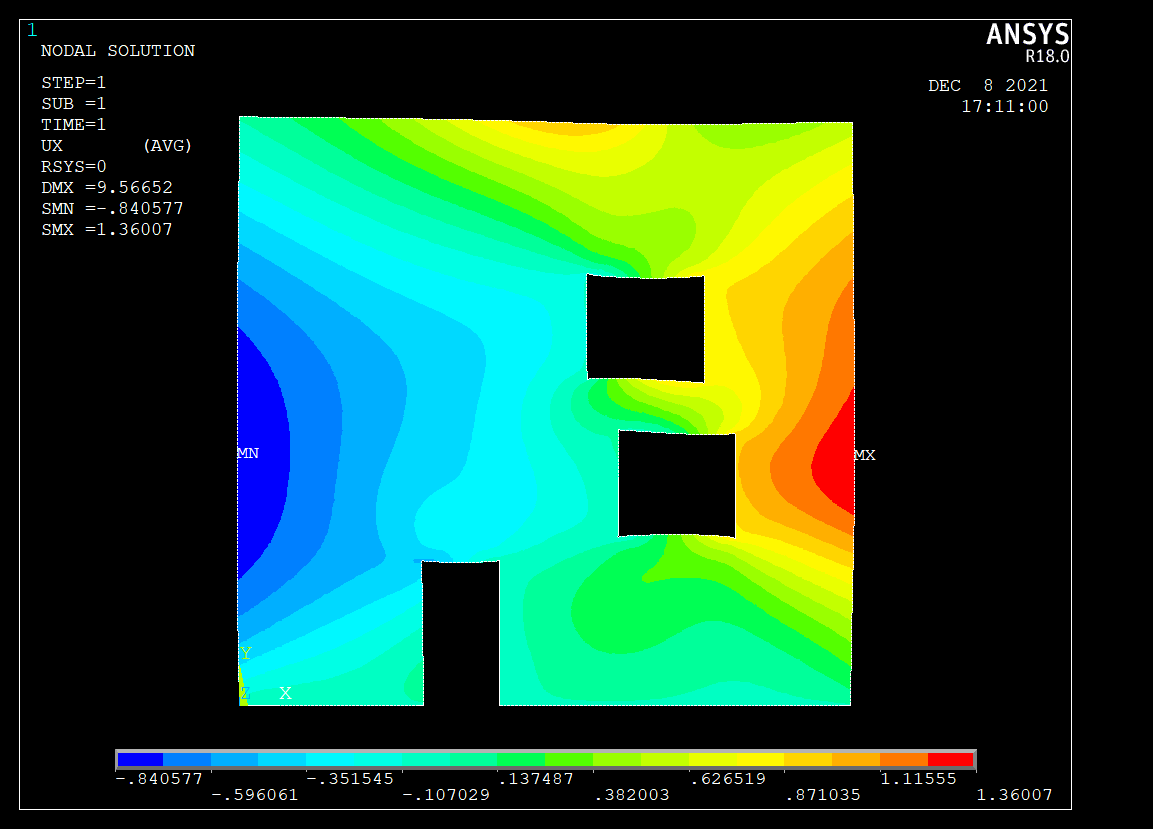 1
ANSYS
R18.0
NODAL SOLUTION
STEP=1
SUB =1
TIME=1
UX (AVG)
RSYS=0
DMX =9.56652
SMN =-.840577
SMX =1.36007
DEC 8 2021
17:11:00
MN
MX
Y
Z X
-.840577 -.351545 .137487 .626519 1.11555
-.596061 -.107029 .382003 .871035 1.36007